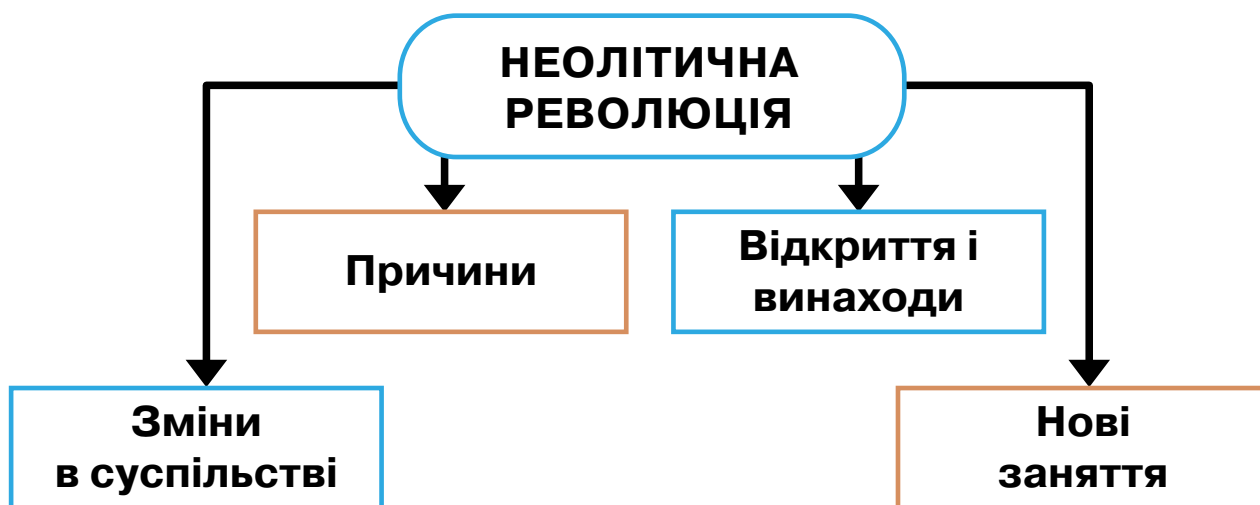 НЕОЛІТИЧНА
РЕВОЛЮЦІЯ
Причини
Відкриття і
винаходи
Зміни
в суспільстві
Нові
заняття